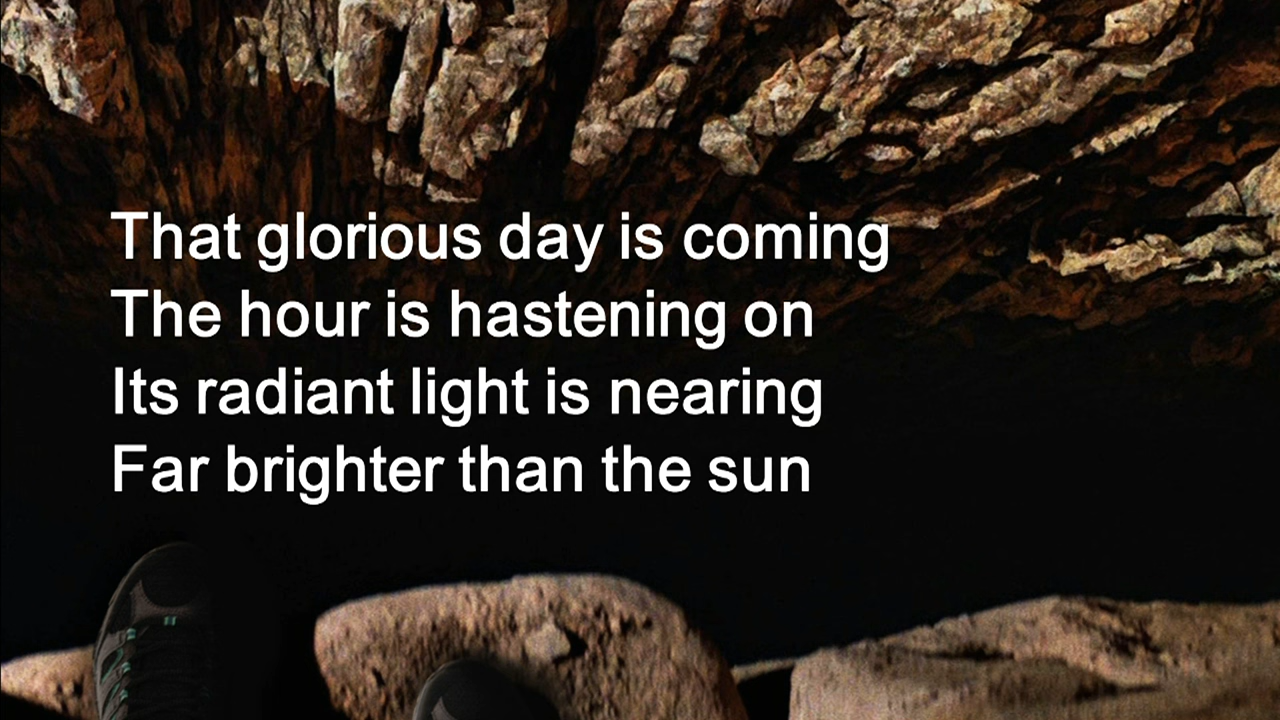 That glorious day is coming
The hour is hastening on
Its radiant light is nearing
Far brighter than the sun